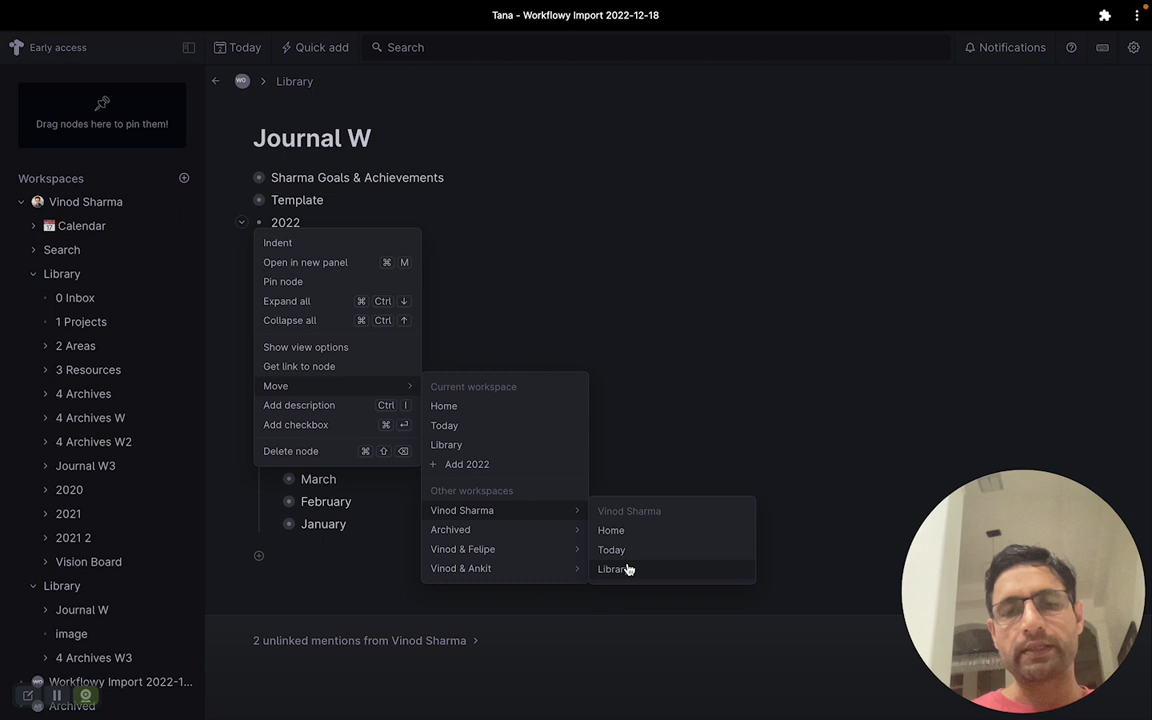 Tana - Workflowy Import 2022-12-18
Early access
Today
Quick add
Search
Notifications
Drag nodes here to pin them!
WO
Library
Journal W
Workspaces
Vinod Sharma
Calendar
Search
Library
0 Inbox
1 Projects
2 Areas
3 Resources
4 Archives
4 Archives W
4 Archives W2
Journal W3
2020
2021
2022 2
Vision Board
Library
Journal W
image
4 Archives W3
Workflowy Import 2022-1...
Archived
Sharma Goals & Achievements
Template
2022
Indent
Open in new panel ⌘ M
Pin node
Expand all ⌘ Ctrl ↓
Collapse all ⌘ Ctrl ↑
Show view options
Get link to node
Move
Add description Ctrl I
Add checkbox ⌘ ↵
Delete node ⌘ ⇧ ⌫
March
February
January
Current workspace
Home
Today
Library
+ Add 2022
Other workspaces
Vinod Sharma
Archived
Vinod & Felipe
Vinod & Ankit
Vinod Sharma
Home
Today
Library
2 unlinked mentions from Vinod Sharma